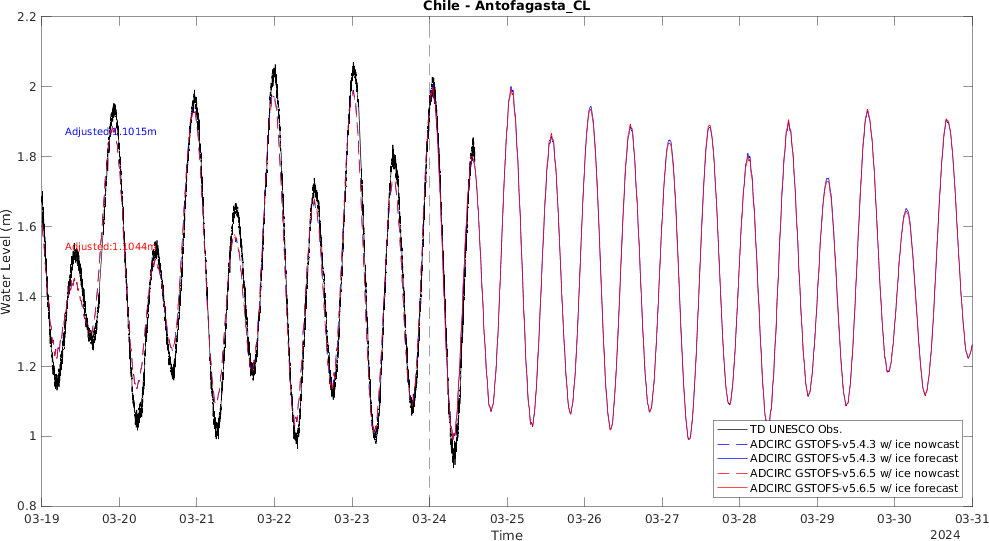 Chile - Antofagasta_CL
2.2
2
1.8
1.6
1.4
1.2
1
0.8
Water Level (m)
Adjusted:1.1015m
Adjusted:1.1044m
TD UNESCO Obs.
ADCIRC GSTOFS-v5.4.3 w/ ice nowcast
ADCIRC GSTOFS-v5.4.3 w/ ice forecast
ADCIRC GSTOFS-v5.6.5 w/ ice nowcast
ADCIRC GSTOFS-v5.6.5 w/ ice forecast
03-19 03-20 03-21 03-22 03-23 03-24 03-25 03-26 03-27 03-28 03-29 03-30 03-31
Time
2024